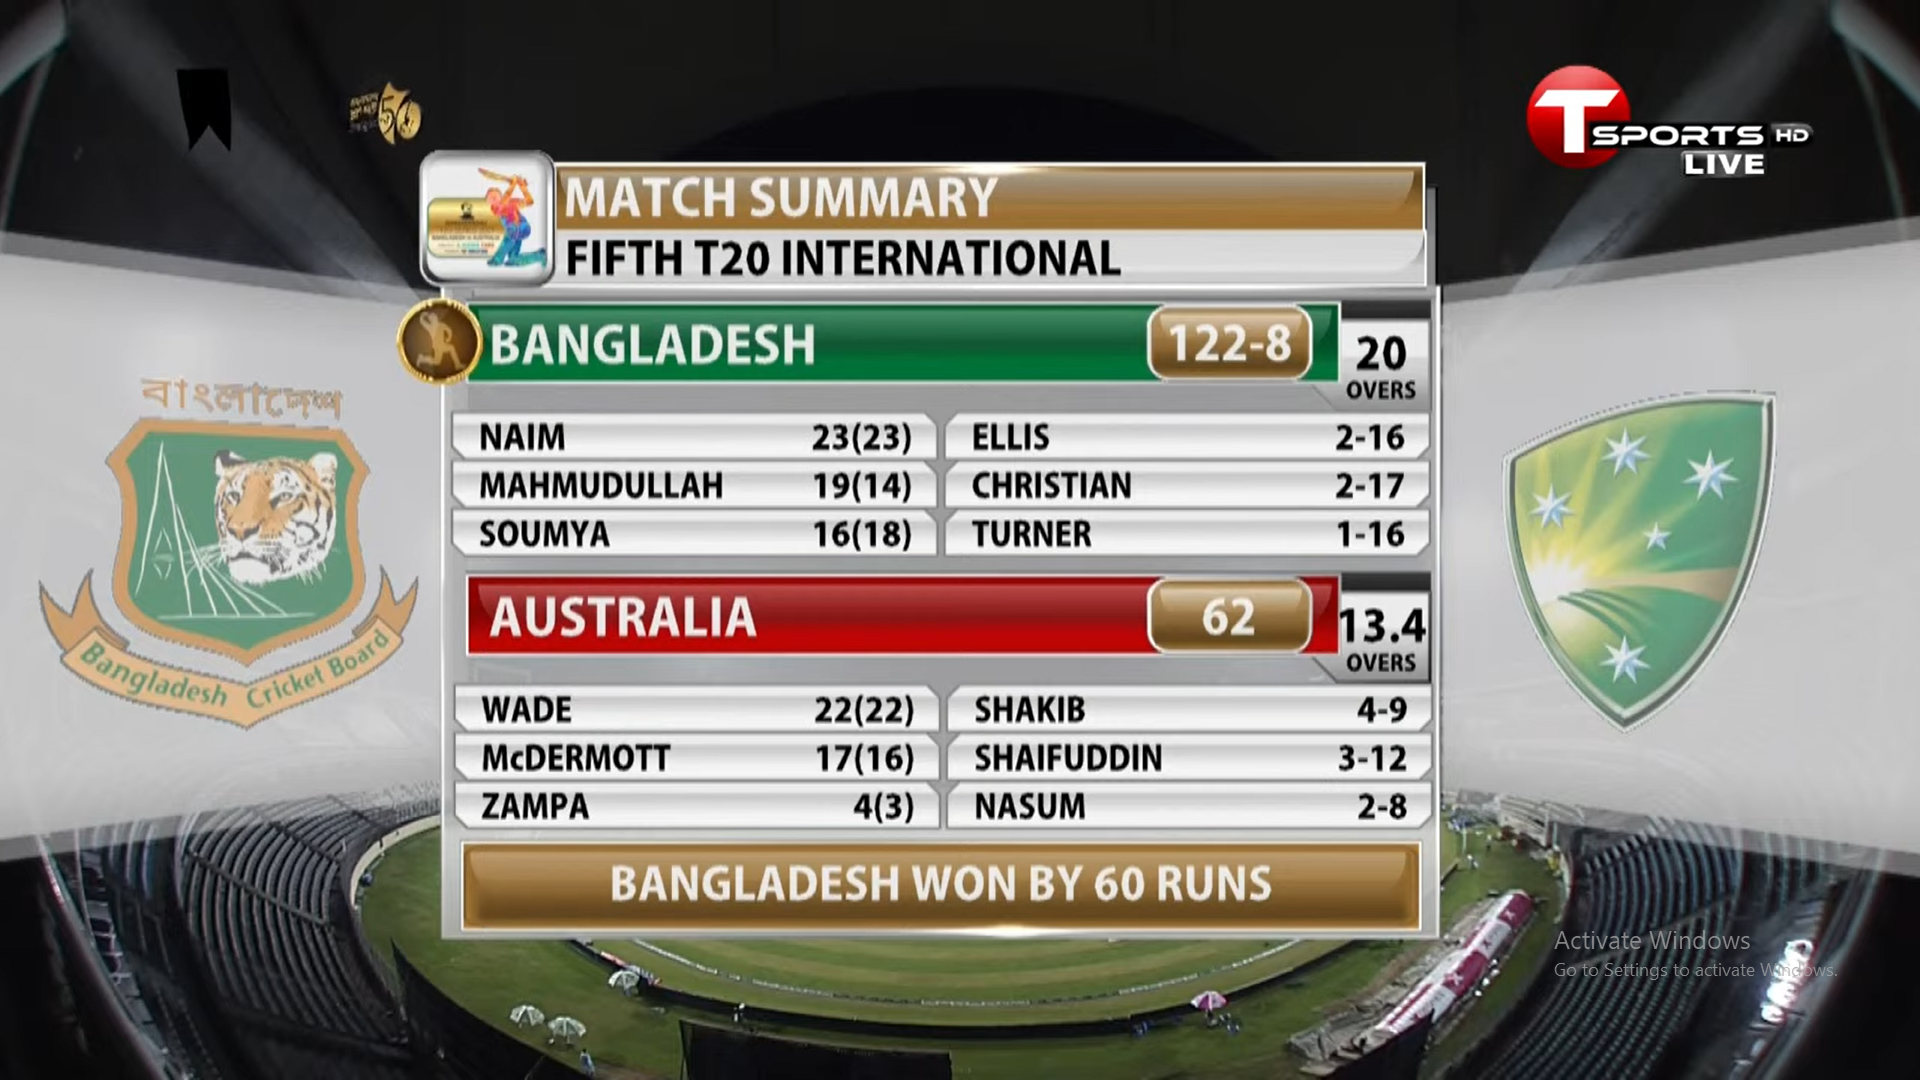 T SPORTS HD
LIVE
50
MATCH SUMMARY
FIFTH T20 INTERNATIONAL
BANGLADESH 122-8 20 OVERS
NAIM 23(23) ELLIS 2-16
MAHMUDULLAH 19(14) CHRISTIAN 2-17
SOUMYA 16(18) TURNER 1-16
AUSTRALIA 62 13.4 OVERS
WADE 22(22) SHAKIB 4-9
McDERMOTT 17(16) SHAIFUDDIN 3-12
ZAMPA 4(3) NASUM 2-8
BANGLADESH WON BY 60 RUNS
বাংলাদেশ
Bangladesh Cricket Board
Activate Windows
Go to Settings to activate Windows.